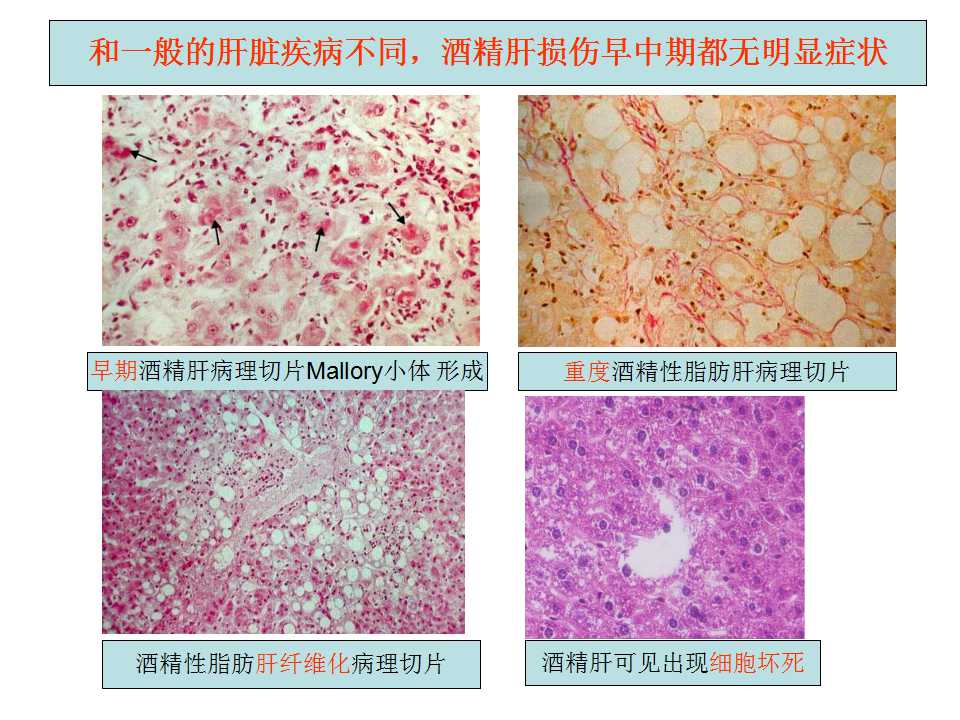 和一般的肝脏疾病不同，酒精肝损伤早中期都无明显症状
早期酒精肝病理切片Mallory小体 形成
重度酒精性脂肪肝病理切片
酒精性脂肪肝纤维化病理切片
酒精肝可见出现细胞坏死